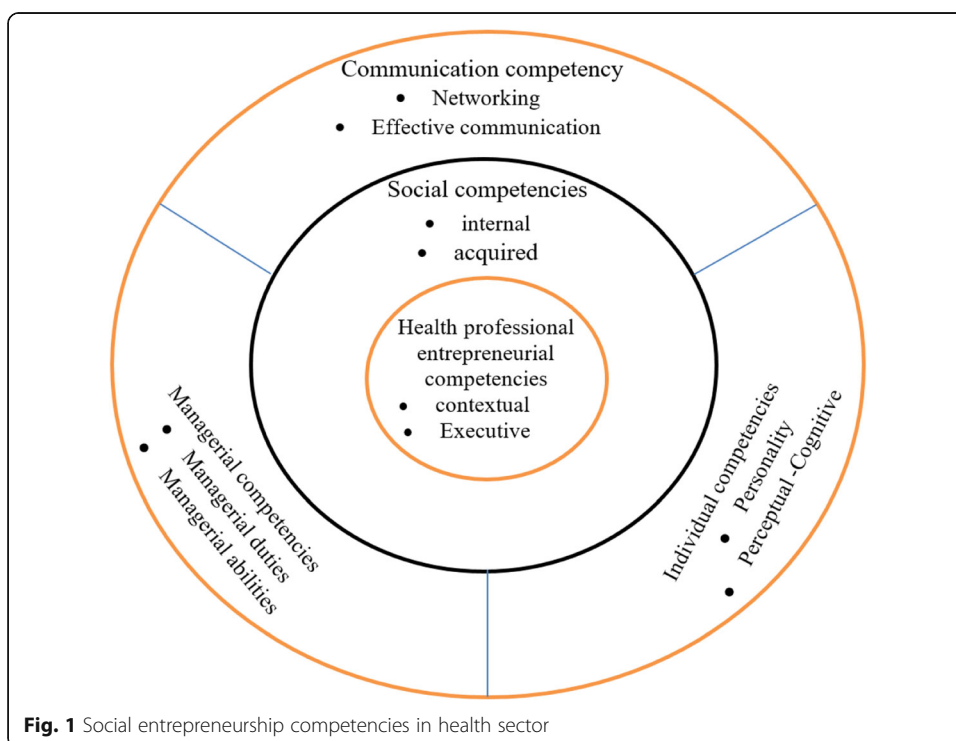 Communication competency
• Networking
• Effective communication
Social competencies
• internal
• acquired
Health professional
entrepreneurial
competencies
• contextual
• Executive
Managerial competencies
• Managerial duties
• Managerial abilities
Individual competencies
• Personality
• Perceptual -Cognitive
Fig. 1 Social entrepreneurship competencies in health sector